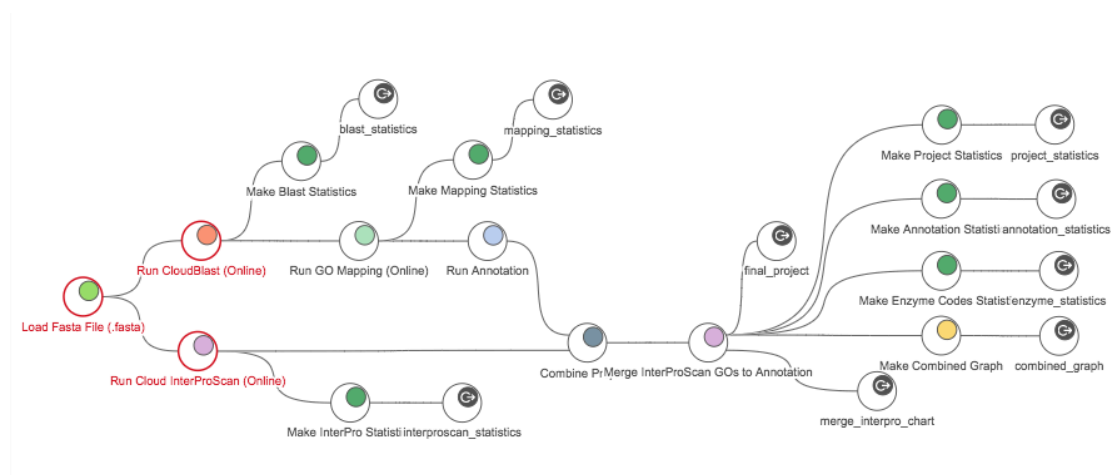 blast_statistics
mapping_statistics
Make Blast Statistics
Make Mapping Statistics
Make Project Statistics
project_statistics
Make Annotation Statisti
annotation_statistics
Run CloudBlast (Online)
Run GO Mapping (Online)
Run Annotation
final_project
Make Enzyme Codes Statisti
enzyme_statistics
Load Fasta File (.fasta)
Run Cloud InterProScan (Online)
Combine Pr
Merge InterProScan GOs to Annotation
Make Combined Graph
combined_graph
merge_intepro_chart
Make InterPro Statisti
interproscan_statistics